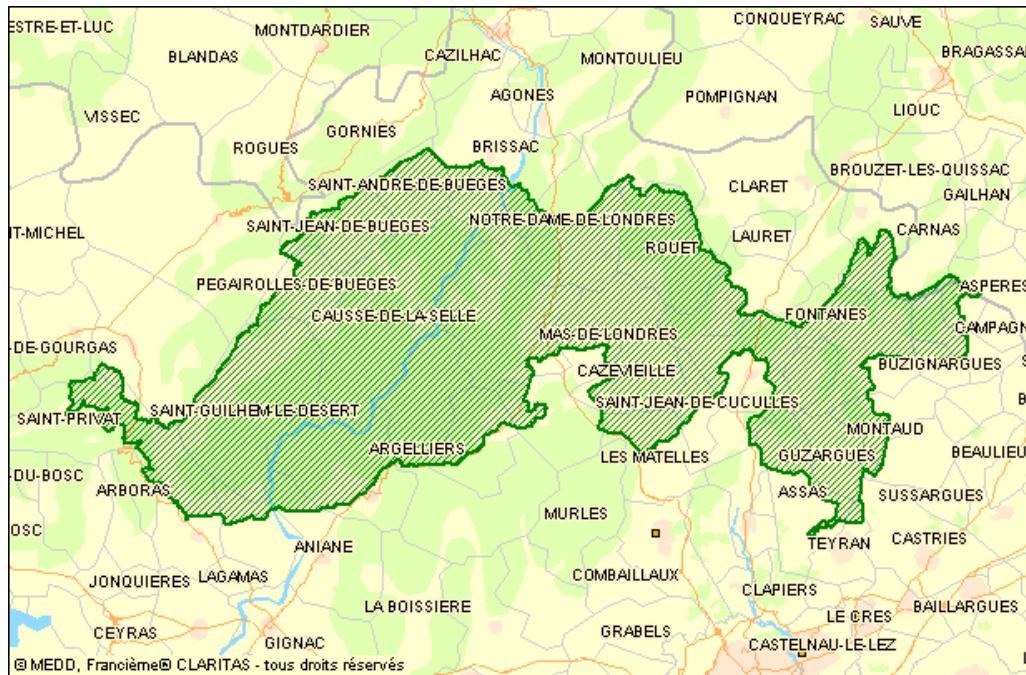 ESTRE-ET-LUC
MONTDARDIER
CONQUEYRAC
SAUVE
BLANDAS
CAZILHAC
MONTOULIEU
BRAGASSA
AGONES
POMPIGNAN
LIOUC
VISSEC
GORNIES
ROGUES
BRISSAC
BROUZET-LES-QUISSAC
SAINT-ANDRE-DE-BUEGES
CLARET
GAILHAN
NOTRE-DAME-DE-LONDRES
IT-MICHEL
SAINT-JEAN-DE-BUEGES
LAURET
CARNAS
ROUET
PEGAIROLLES-DE-BUEGES
ASPERES
CAUSSE-DE-LA-SELLE
FONTANES
CAMPAGN
MAS-DE-LONDRES
-DE-GOURGAS
BUZIGNARGUES
CAZEVIEILLE
SAINT-GUILHEM-LE-DESERT
SAINT-JEAN-DE-CUCULLES
SAINT-PRIVAT
MONTAUD
ARGELLIERS
BEAULIEU
LES MATELLES
GUZARGUES
-DU-BOSC
ARBORAS
ASSAS
SUSSARGUES
MURLES
OSC
CASTRIES
ANIANE
TEYRAN
JONQUIERES
LAGAMAS
COMBAILLAUX
CLAPIERS
LA BOISSIERE
BAILLARGUES
LE CRES
CEYRAS
GRABELS
GIGNAC
CASTELNAU-LE-LEZ
© MEDD, Francième® CLARITAS - tous droits réservés